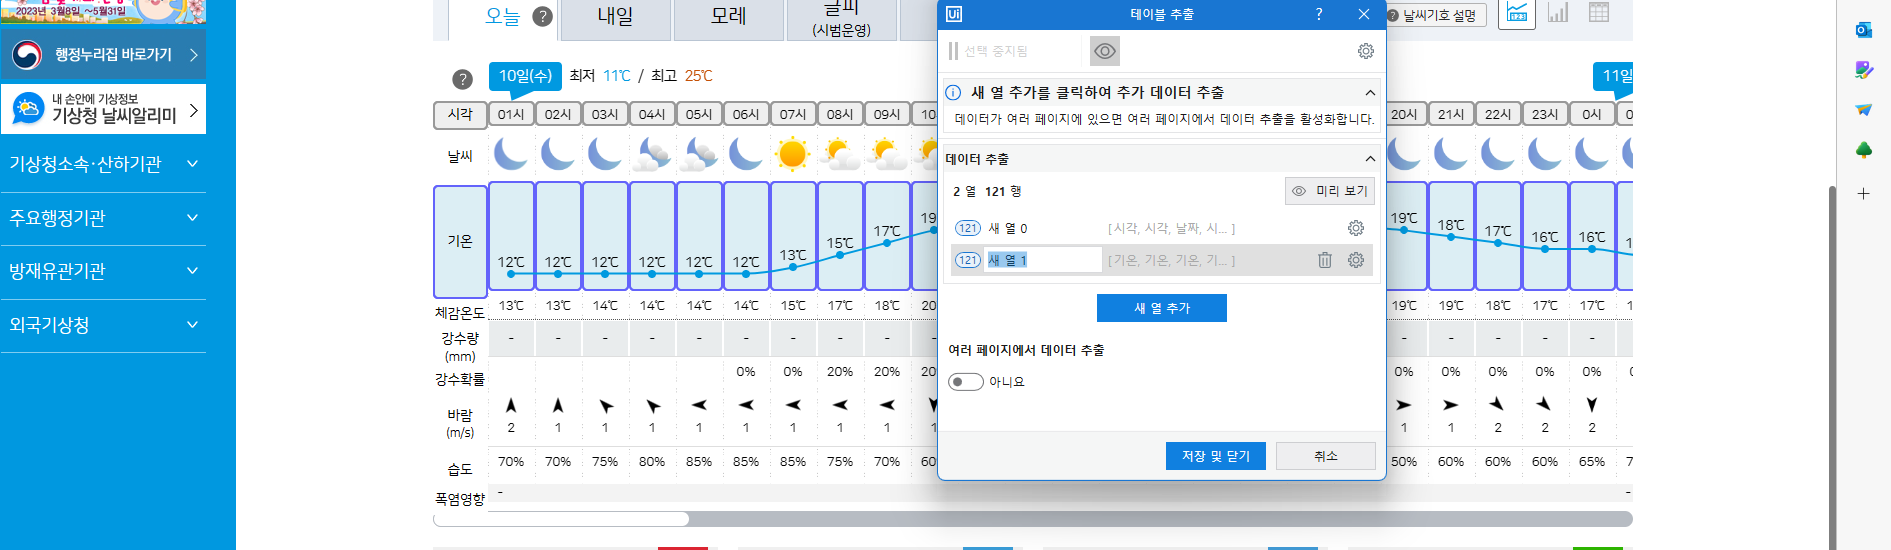 2023년 3월8일 ~5월31일
행정누리집 바로가기
내 손안에 기상정보
기상청 날씨알리미
기상청소속·산하기관
주요행정기관
방재유관기관
외국기상청
오늘 ?
내일
모레
글피
(시범운영)
? 날씨기호 설명
123
? 10일(수) 최저 11℃ / 최고 25℃
11일
시각 01시 02시 03시 04시 05시 06시 07시 08시 09시 20시 21시 22시 23시 0시
날씨
기온 12℃ 12℃ 12℃ 12℃ 12℃ 12℃ 13℃ 15℃ 17℃ 19℃ 18℃ 17℃ 16℃ 16℃
체감온도 13℃ 13℃ 14℃ 14℃ 14℃ 14℃ 15℃ 17℃ 18℃ 19℃ 19℃ 18℃ 17℃ 17℃
강수량 - - - - - - - - - - - - - -
(mm)
강수확률 0% 0% 20% 20% 0% 0% 0% 0% 0%
바람
(m/s) 2 1 1 1 1 1 1 1 1 1 1 2 2 2
습도 70% 70% 75% 80% 85% 85% 85% 75% 70% 50% 60% 60% 60% 65%
폭염영향 - -
Ui 테이블 추출 ?
선택 중지됨
새 열 추가를 클릭하여 추가 데이터 추출
데이터가 여러 페이지에 있으면 여러 페이지에서 데이터 추출을 활성화합니다.
데이터 추출
2 열 121 행
미리 보기
121 새 열 0 [시각, 시각, 날짜, 시... ]
121 새 열 1 [기온, 기온, 기온, 기... ]
새 열 추가
여러 페이지에서 데이터 추출
아니요
저장 및 닫기
취소